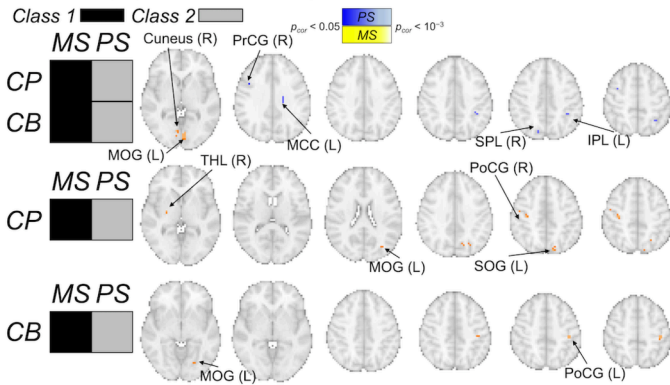 Class 1 Class 2
p_cor < 0.05 PS p_cor < 10^-3
MS
MS PS
Cuneus (R)
PrCG (R)
CP
CB
MOG (L)
MCC (L)
SPL (R)
IPL (L)
MS PS
THL (R)
PoCG (R)
CP
MOG (L)
SOG (L)
MS PS
CB
MOG (L)
PoCG (L)